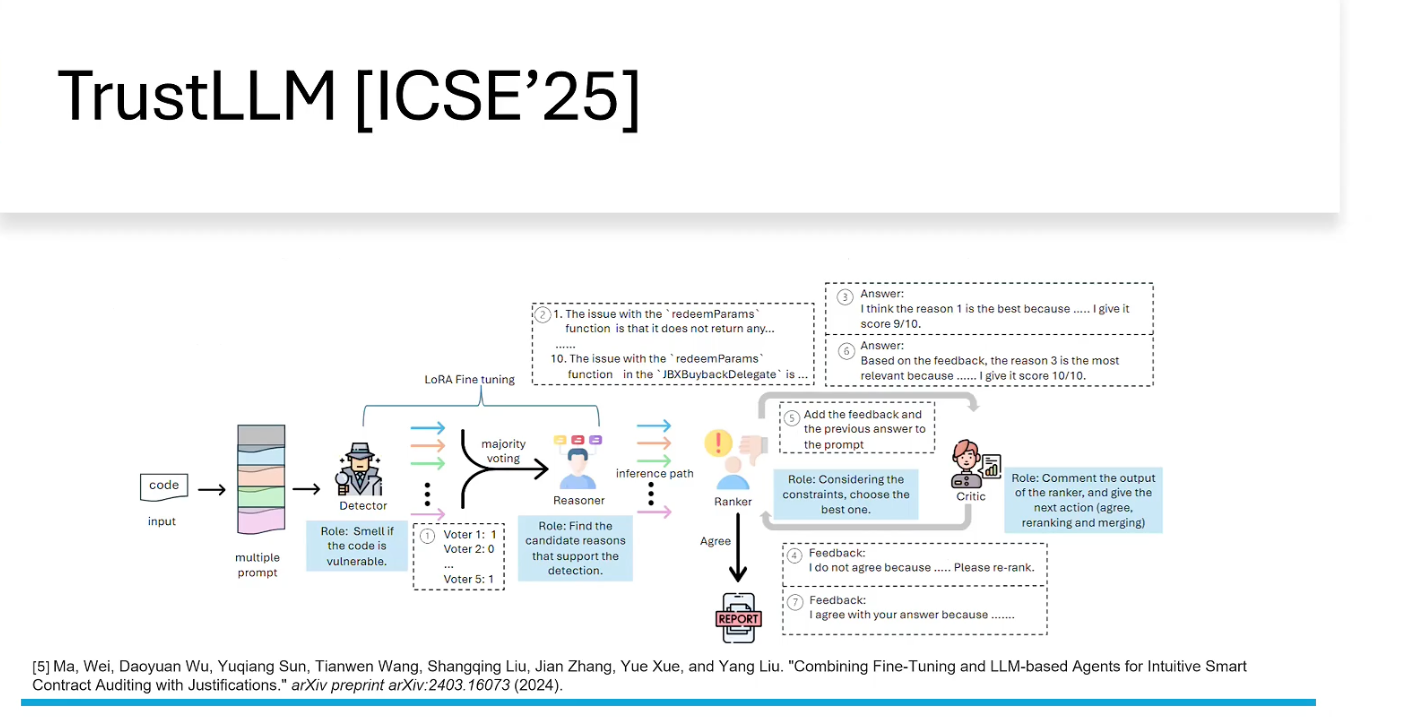 TrustLLM [ICSE’25]
3 Answer:
I think the reason 1 is the best because ..... I give it
score 9/10.
6 Answer:
Based on the feedback, the reason 3 is the most
relevant because ...... I give it score 10/10.
2 1. The issue with the `redeemParams`
function is that it does not return any...
......
10. The issue with the `redeemParams`
function in the `JBXBuybackDelegate` is ...
LoRA Fine tuning
5 Add the feedback and
the previous answer to
the prompt
code
input
multiple
prompt
Detector
Role: Smell if
the code is
vulnerable.
majority
voting
1 Voter 1: 1
Voter 2: 0
...
Voter 5: 1
Reasoner
Role: Find the
candidate reasons
that support the
detection.
inference path
Ranker
Role: Considering the
constraints, choose the
best one.
Critic
Role: Comment the output
of the ranker, and give the
next action (agree,
reranking and merging)
Agree
4 Feedback:
I do not agree because ..... Please re-rank.
7 Feedback:
I agree with your answer because .......
REPORT
[5] Ma, Wei, Daoyuan Wu, Yuqiang Sun, Tianwen Wang, Shangqing Liu, Jian Zhang, Yue Xue, and Yang Liu. "Combining Fine-Tuning and LLM-based Agents for Intuitive Smart
Contract Auditing with Justifications." arXiv preprint arXiv:2403.16073 (2024).